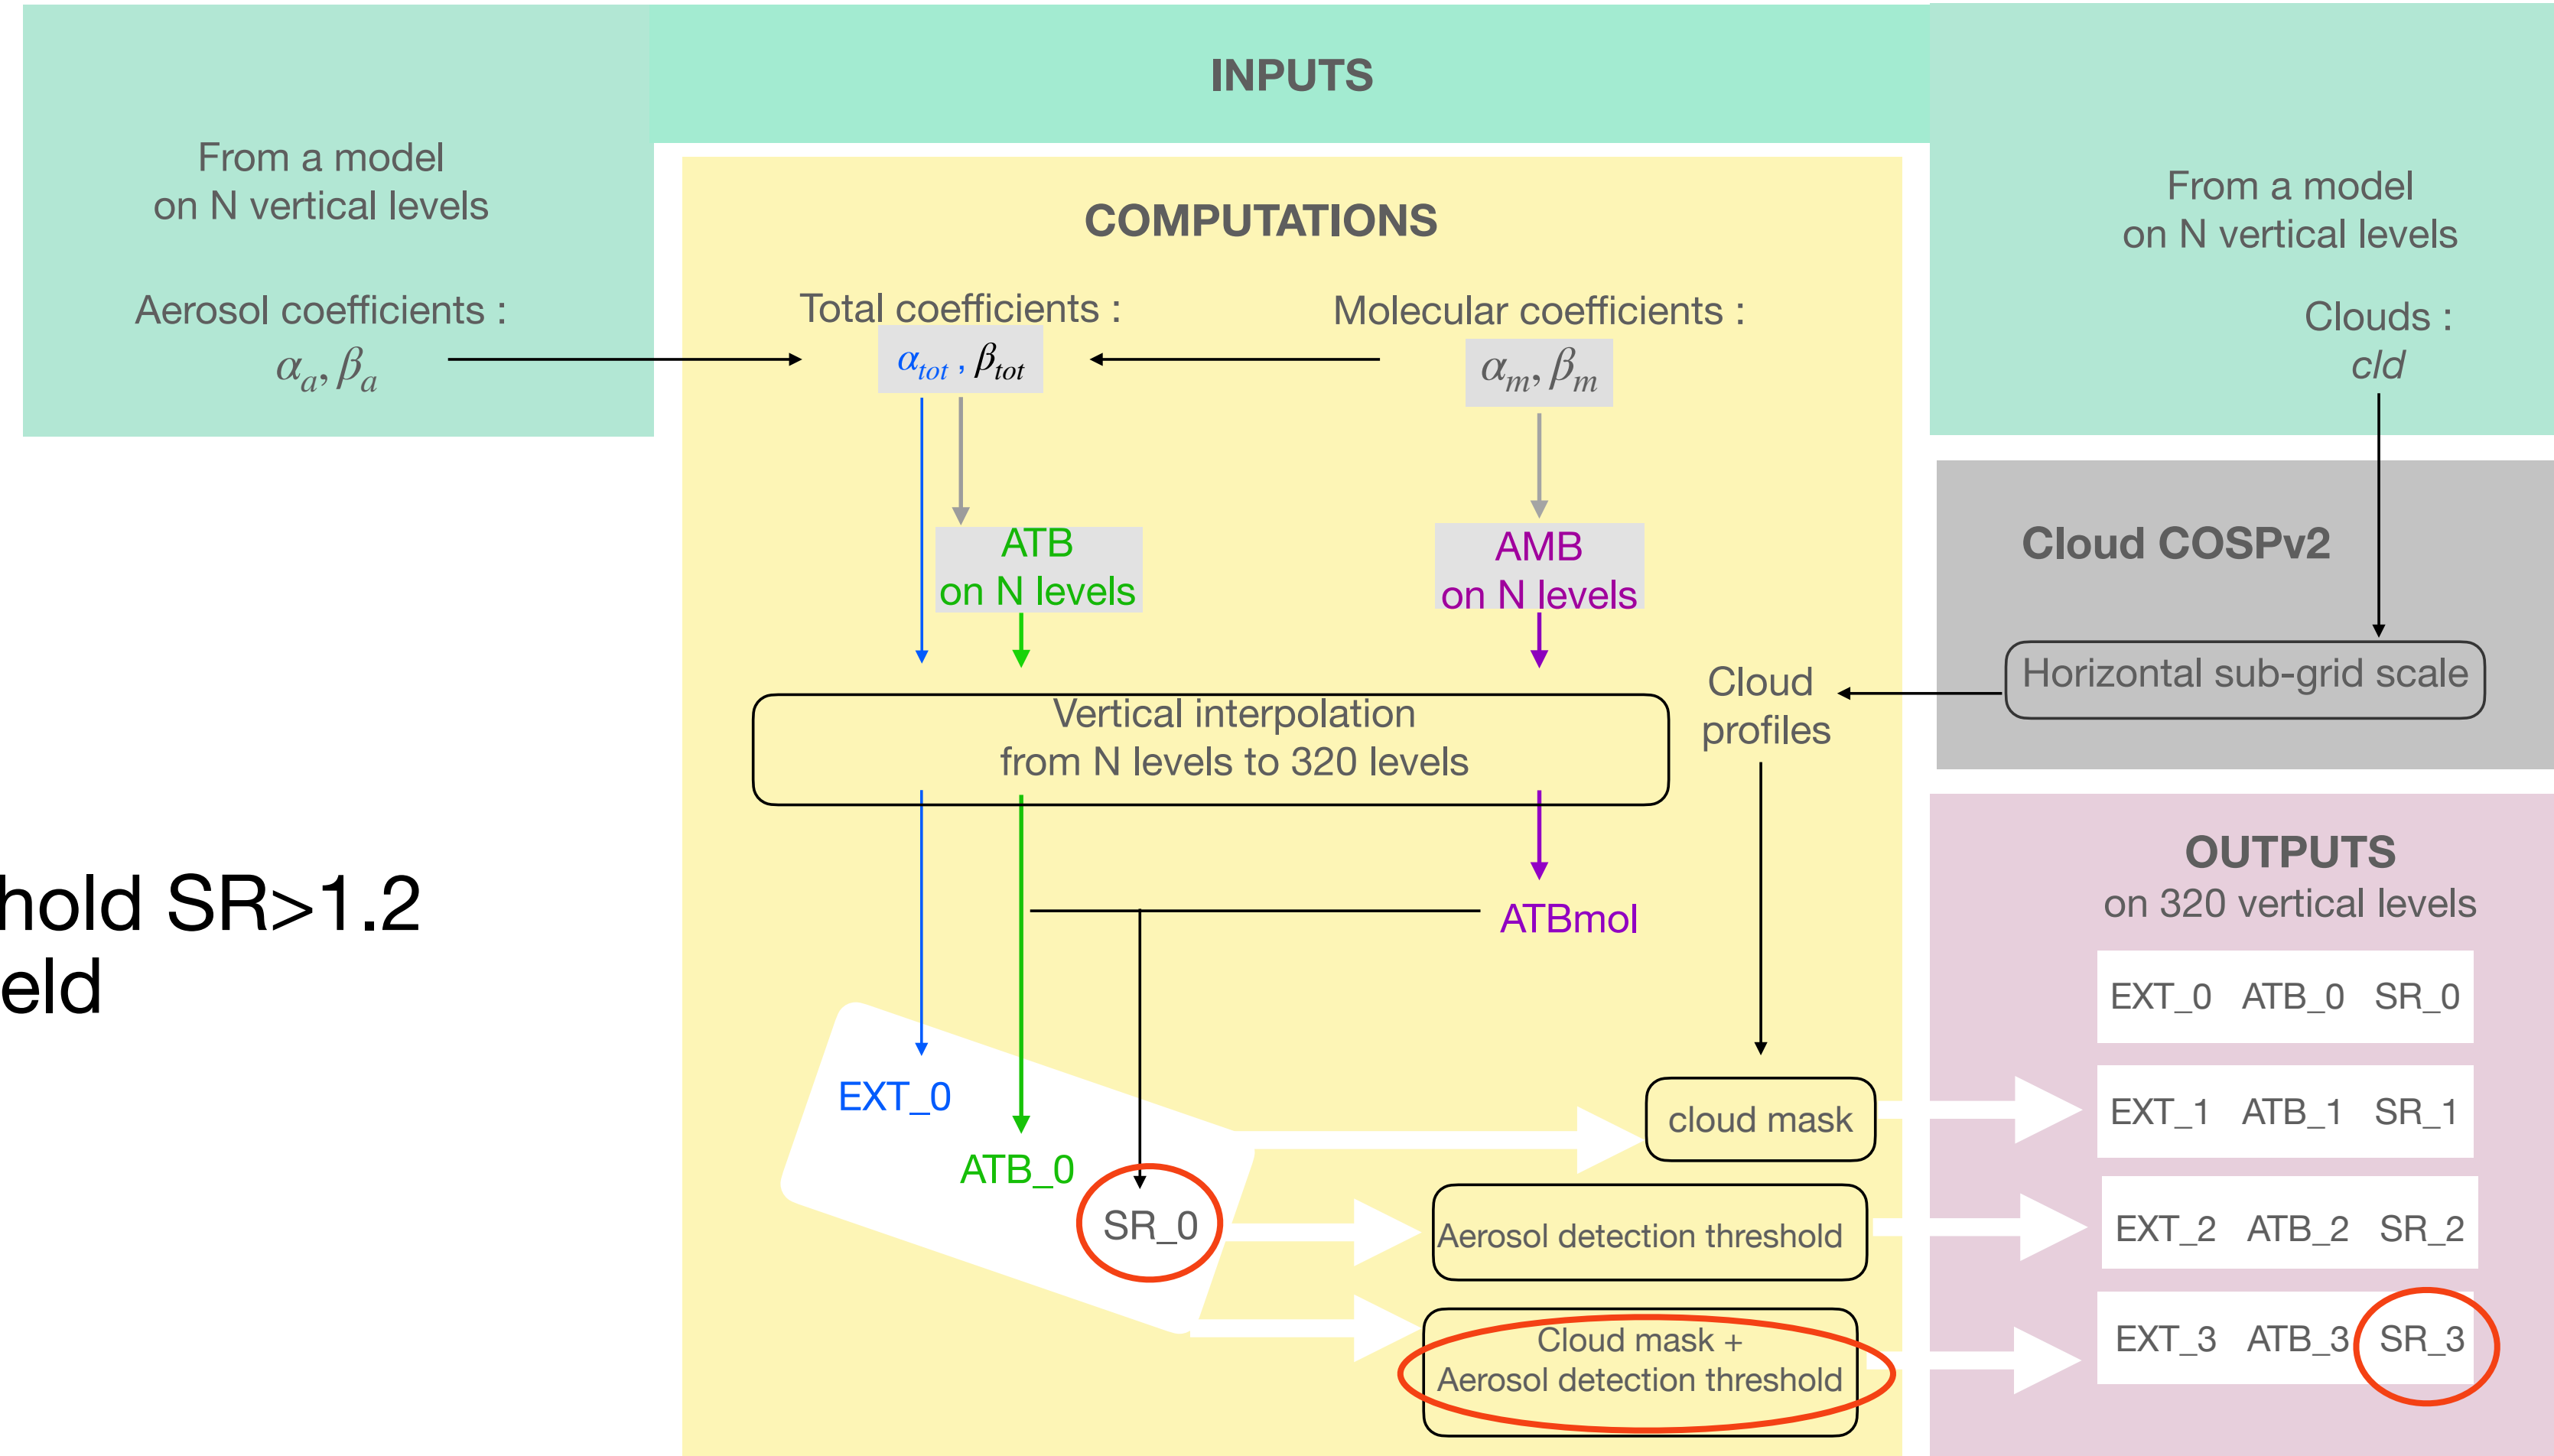 INPUTS
From a model
on N vertical levels
Aerosol coefficients :
αₐ, βₐ
COMPUTATIONS
Total coefficients :
α_tot , β_tot
Molecular coefficients :
αₘ, βₘ
From a model
on N vertical levels
Clouds :
cld
ATB
on N levels
AMB
on N levels
Cloud COSPv2
Horizontal sub-grid scale
Cloud
profiles
Vertical interpolation
from N levels to 320 levels
hold SR>1.2
eld
ATBmol
EXT_0
ATB_0
SR_0
cloud mask
Aerosol detection threshold
Cloud mask +
Aerosol detection threshold
OUTPUTS
on 320 vertical levels
EXT_0 ATB_0 SR_0
EXT_1 ATB_1 SR_1
EXT_2 ATB_2 SR_2
EXT_3 ATB_3 SR_3